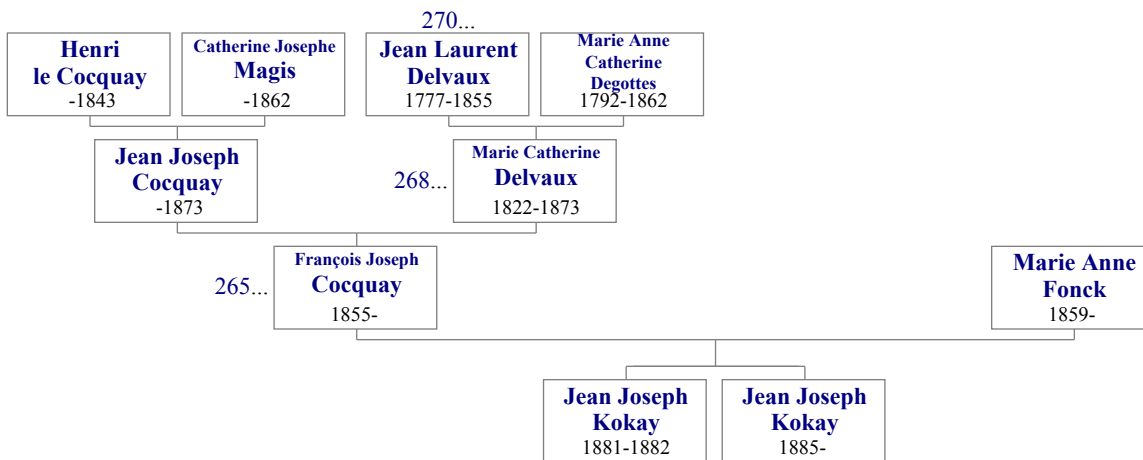 270...
Henri
le Cocquay
-1843
Catherine Josephe
Magis
-1862
Jean Laurent
Delvaux
1777-1855
Marie Anne
Catherine
Degottes
1792-1862
Jean Joseph
Cocquay
-1873
268...
Marie Catherine
Delvaux
1822-1873
265...
François Joseph
Cocquay
1855-
Marie Anne
Fonck
1859-
Jean Joseph
Kokay
1881-1882
Jean Joseph
Kokay
1885-